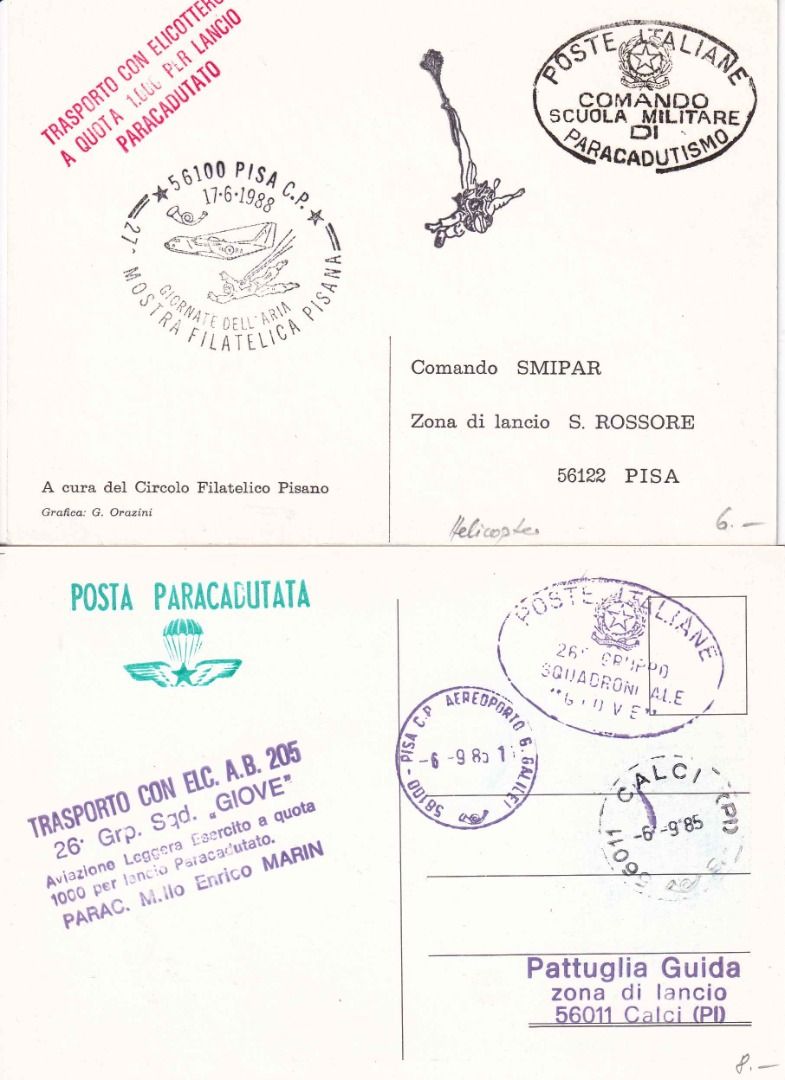 TRASPORTO CON ELICOTTERO
A QUOTA 1.000 PER LANCIO
PARACADUTATO
POSTE ITALIANE
COMANDO
SCUOLA MILITARE
DI
PARACADUTISMO
56100 PISA C.P.
17-6-1988
GIORNATE DELL'ARIA
27ª MOSTRA FILATELICA PISANA
Comando SMIPAR
Zona di lancio S. ROSSORE
56122 PISA
A cura del Circolo Filatelico Pisano
Grafica: G. Orazini
Helicopter
6.—
POSTA PARACADUTATA
POSTE ITALIANE
26° GRUPPO
SQUADRONI ALE
"GIOVE"
56100 - PISA C.P. AEREOPORTO G. GALILEI
-6 -9 85 1
TRASPORTO CON ELC. A.B. 205
26° Grp. Sqd. „GIOVE"
Aviazione Leggera Esercito a quota
1000 per lancio Paracadutato.
PARAC. M.llo Enrico MARIN
56011 CALCI (PI)
-6 -9 85
Pattuglia Guida
zona di lancio
56011 Calci (PI)
8.—